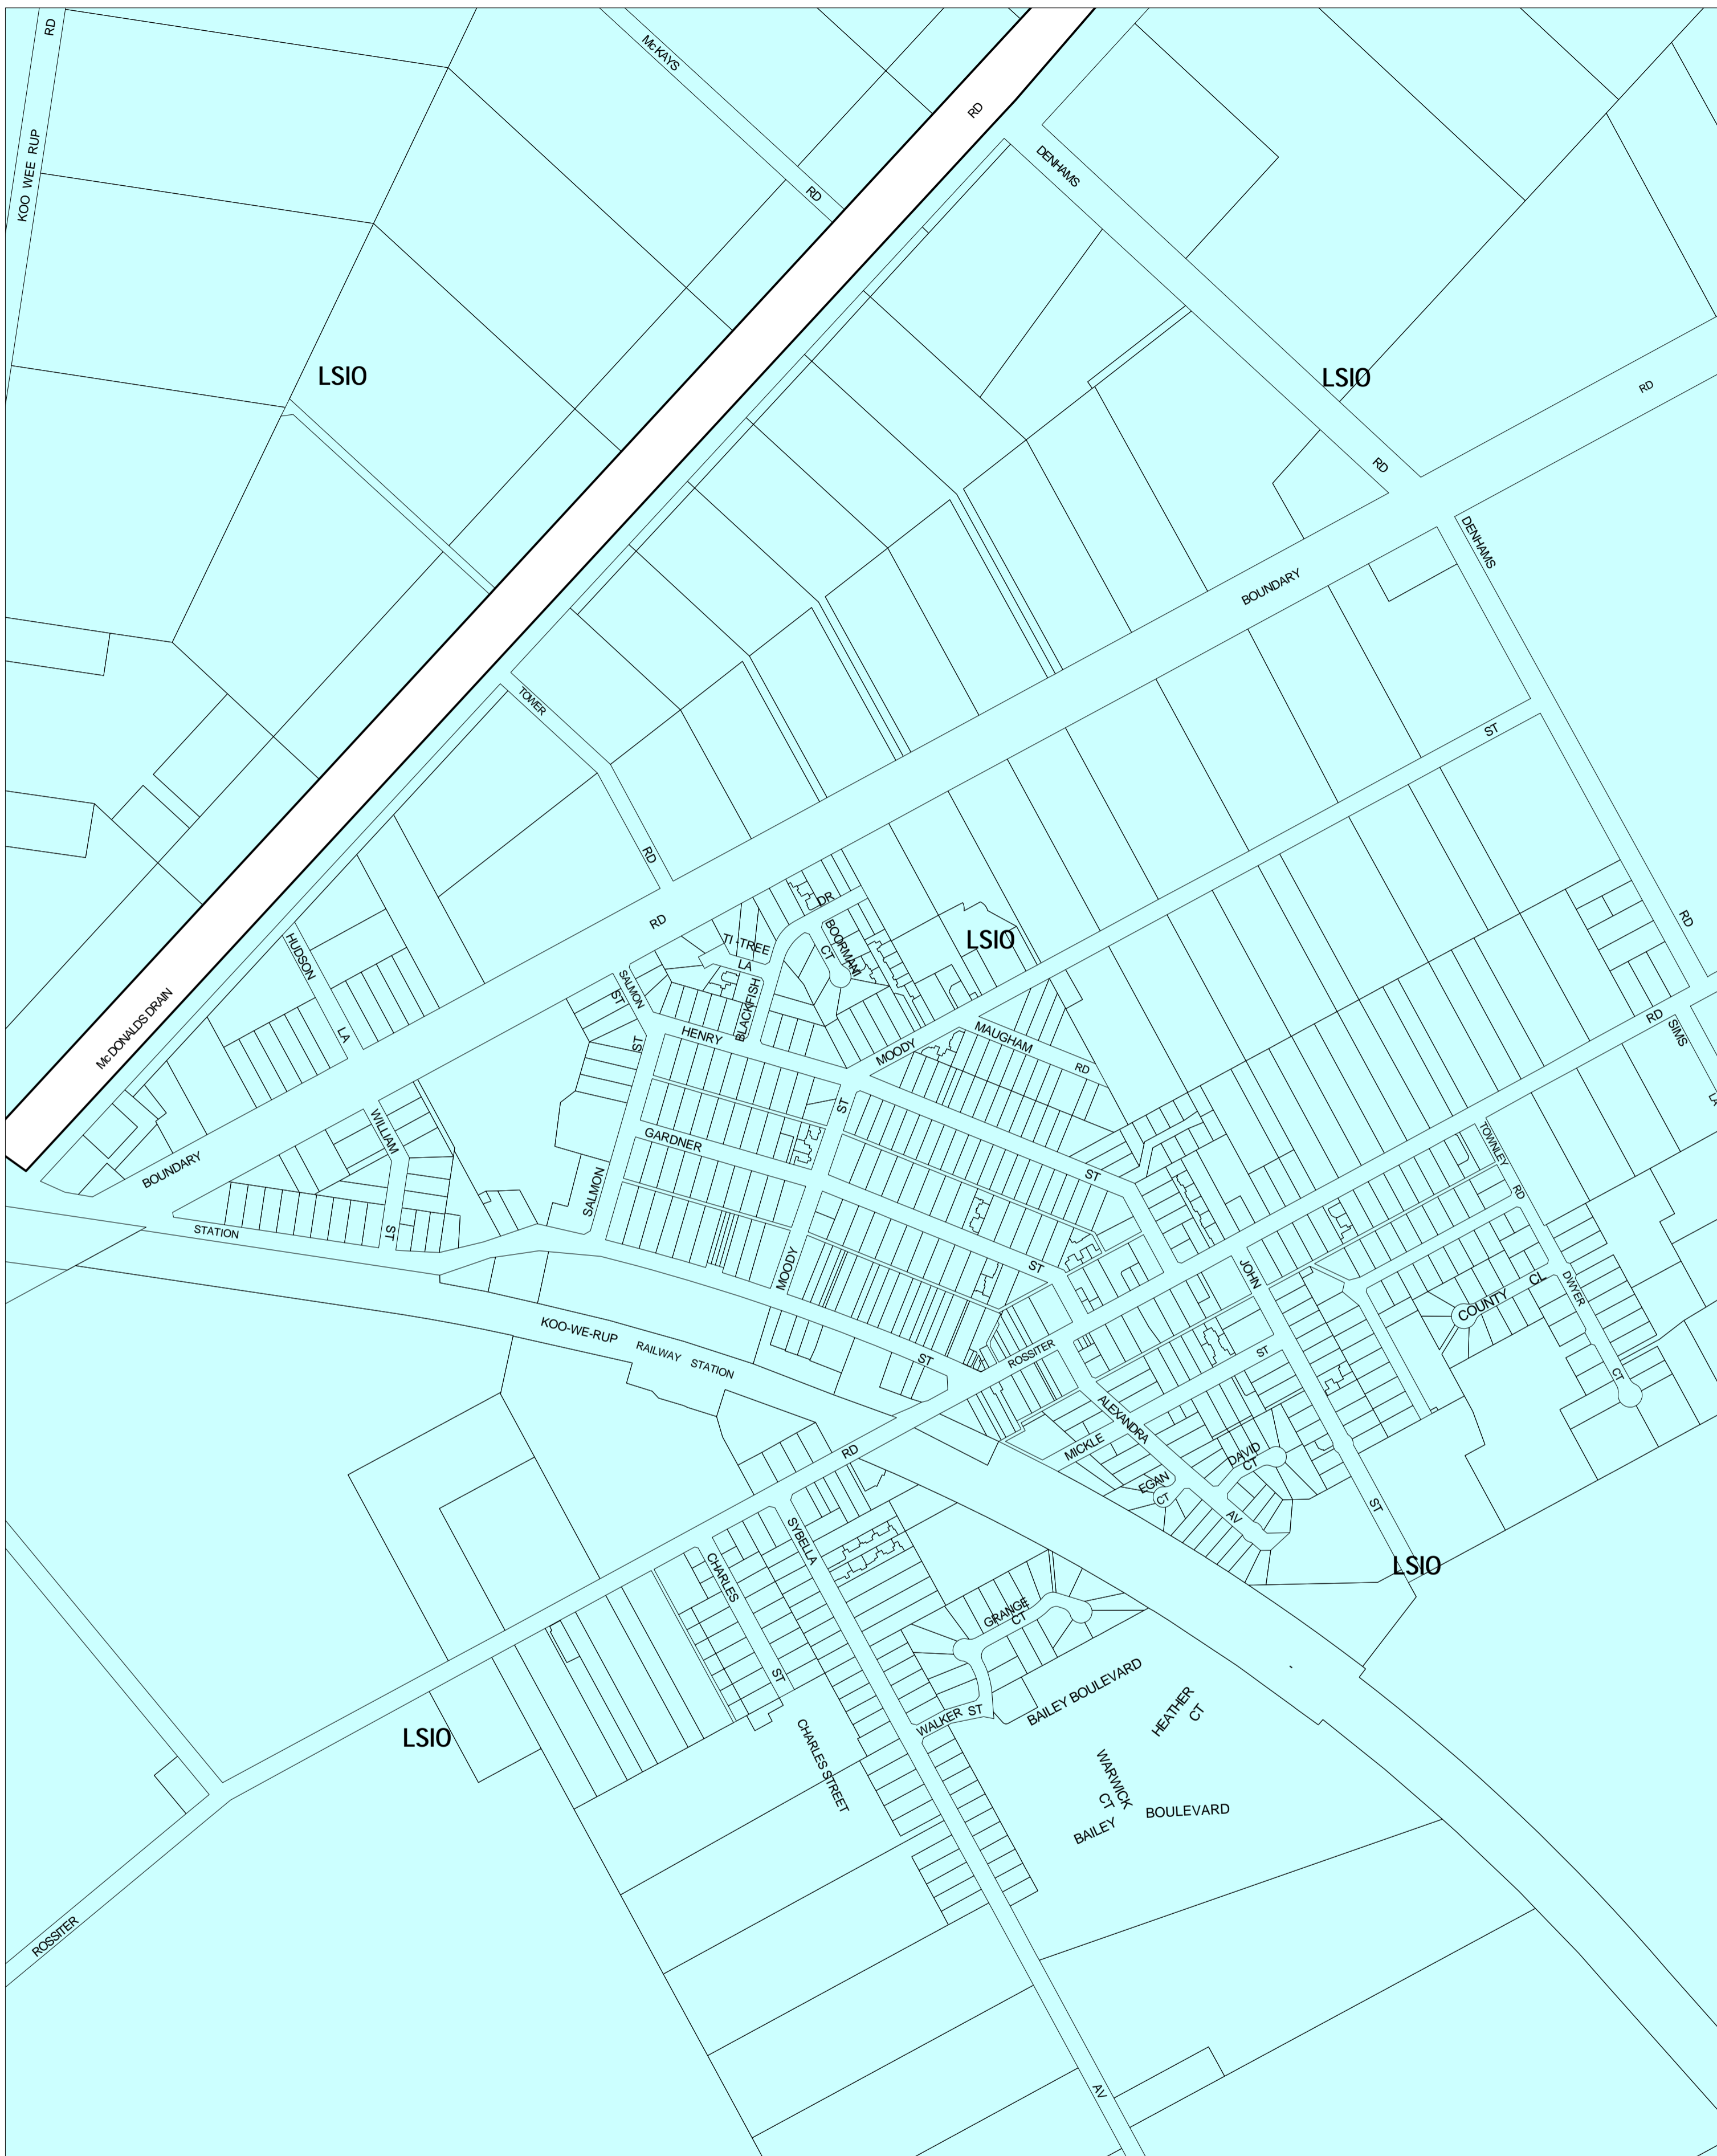 RD
KOO WEE RUP
McKAYS
RD
RD
DENHAMS
LSIO
LSIO
RD
RD
DENHAMS
BOUNDARY
TOWER
ST
RD
RD
DR
TI-TREE
LA
BOORMAN
CT
LSIO
RD
HUDSON
LA
SALMON
ST
BLACKFISH
McDONALDS DRAIN
HENRY
ST
MOODY
MAUGHAM
RD
RD
SIMS
LA
ST
GARDNER
WILLIAM
ST
BOUNDARY
ST
TOWNLEY
RD
SALMON
STATION
MOODY
ST
JOHN
COUNTY CL
DWYER
CT
KOO-WE-RUP RAILWAY STATION
ST
ROSSITER
ST
ALEXANDRA
MICKLE
DAVID
CT
EGAN
CT
AV
ST
RD
SYBELLA
CHARLES
ST
LSIO
GRANGE
CT
WALKER ST
BAILEY BOULEVARD
HEATHER
CT
LSIO
CHARLES STREET
WARWICK
CT
BAILEY BOULEVARD
ROSSITER
AV